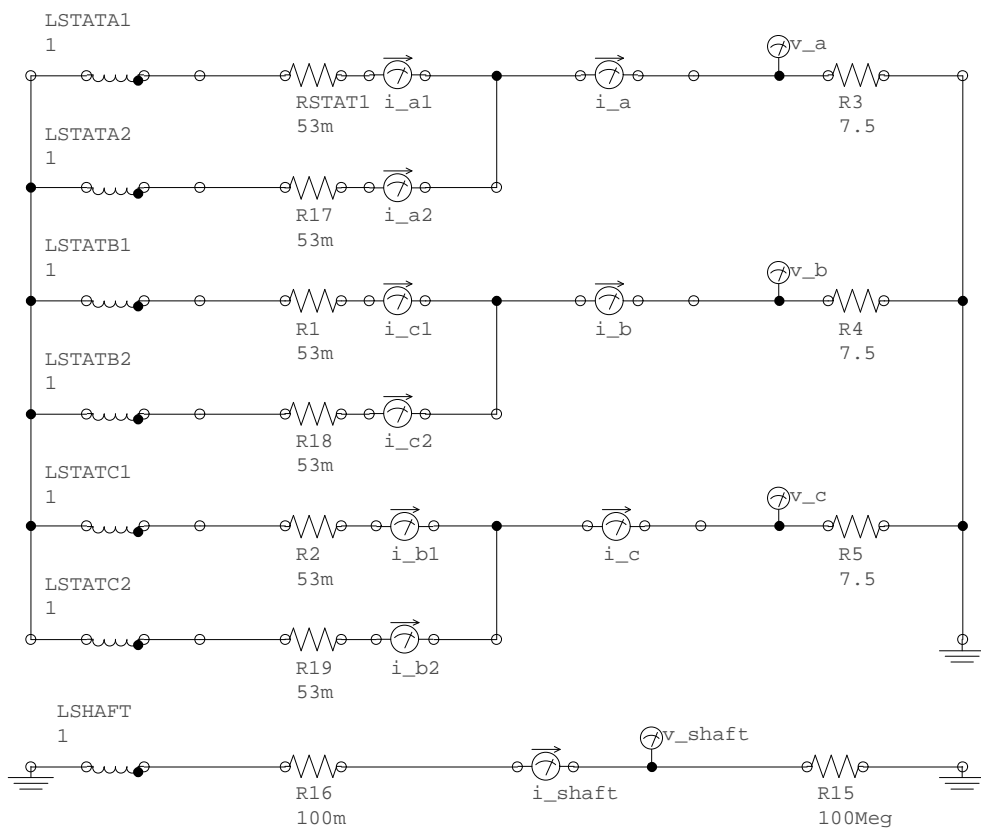 LSTATA1
1
v_a
RSTAT1
53m
i_a1
i_a
R3
7.5
LSTATA2
1
R17
53m
i_a2
LSTATB1
1
v_b
R1
53m
i_c1
i_b
R4
7.5
LSTATB2
1
R18
53m
i_c2
LSTATC1
1
v_c
R2
53m
i_b1
i_c
R5
7.5
LSTATC2
1
R19
53m
i_b2
LSHAFT
1
v_shaft
R16
100m
i_shaft
R15
100Meg